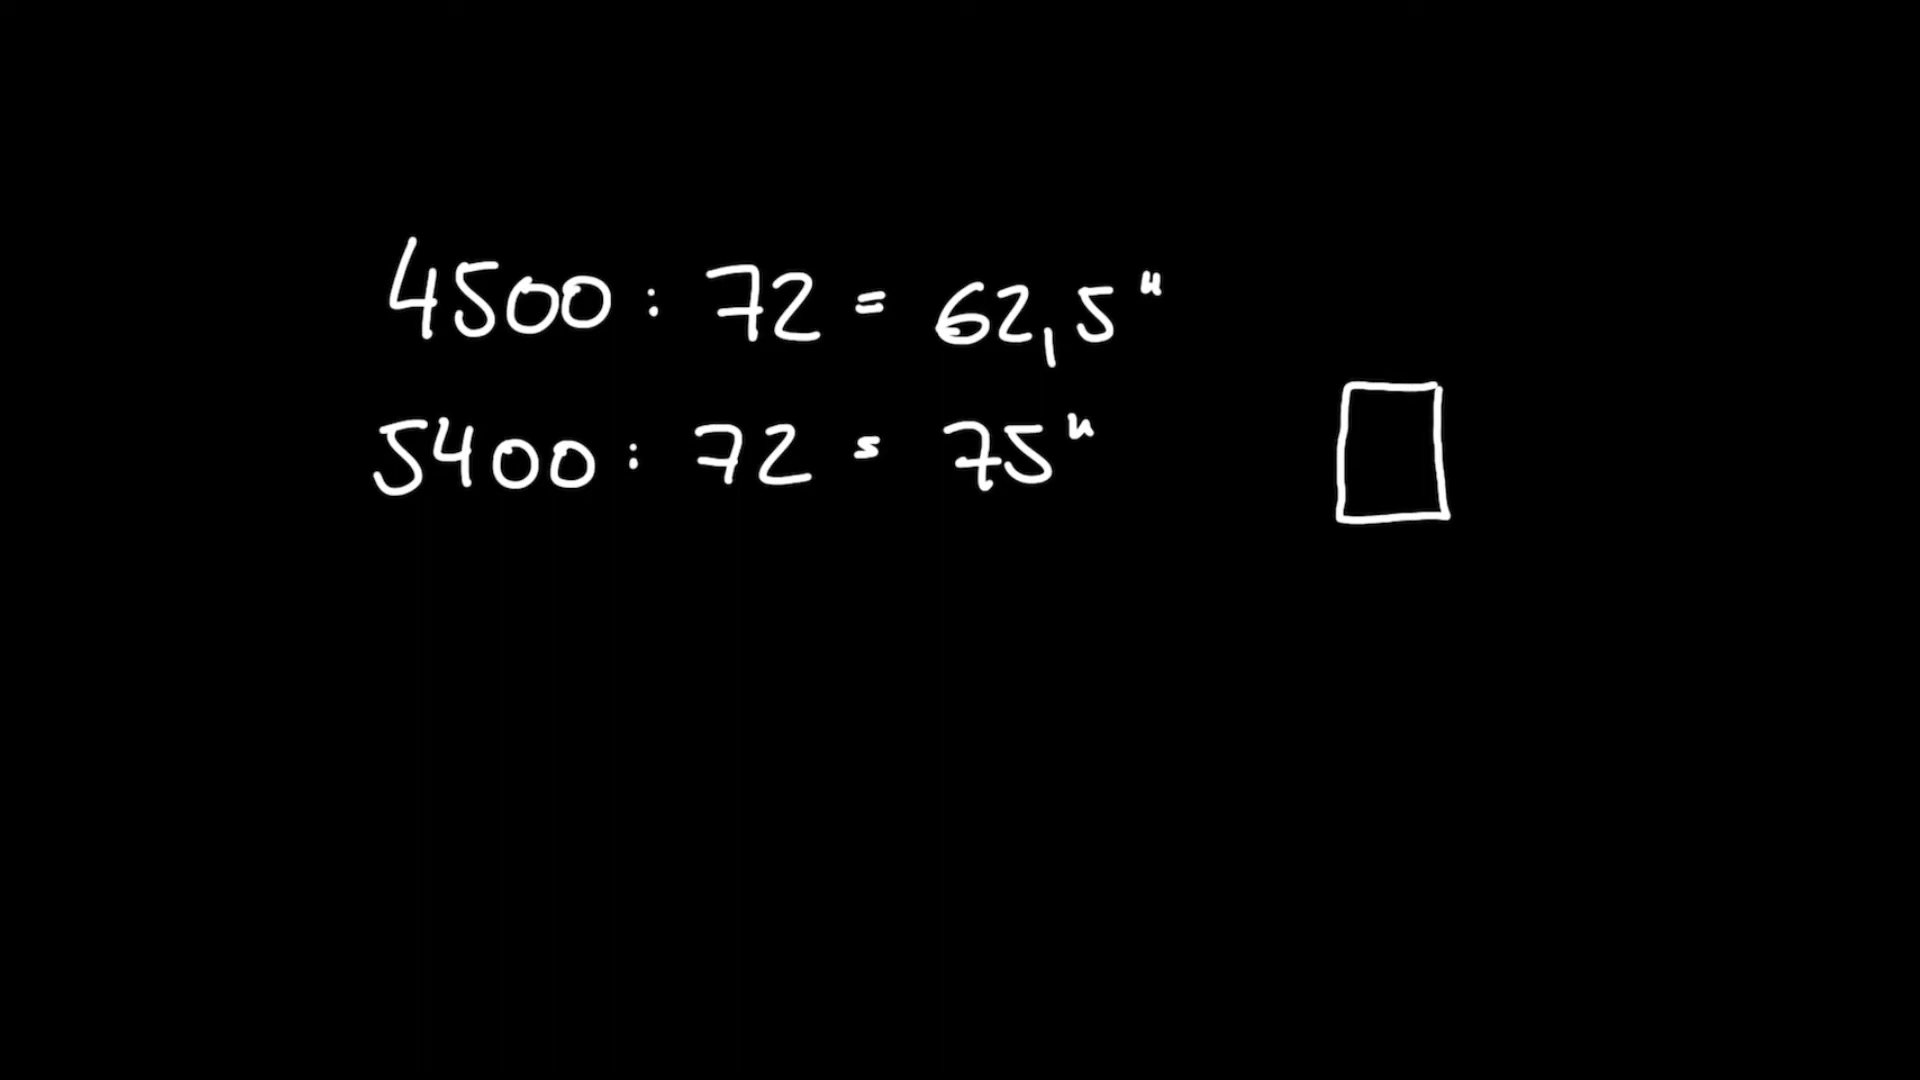 4500 : 72 = 62,5"
5400 : 72 = 75"